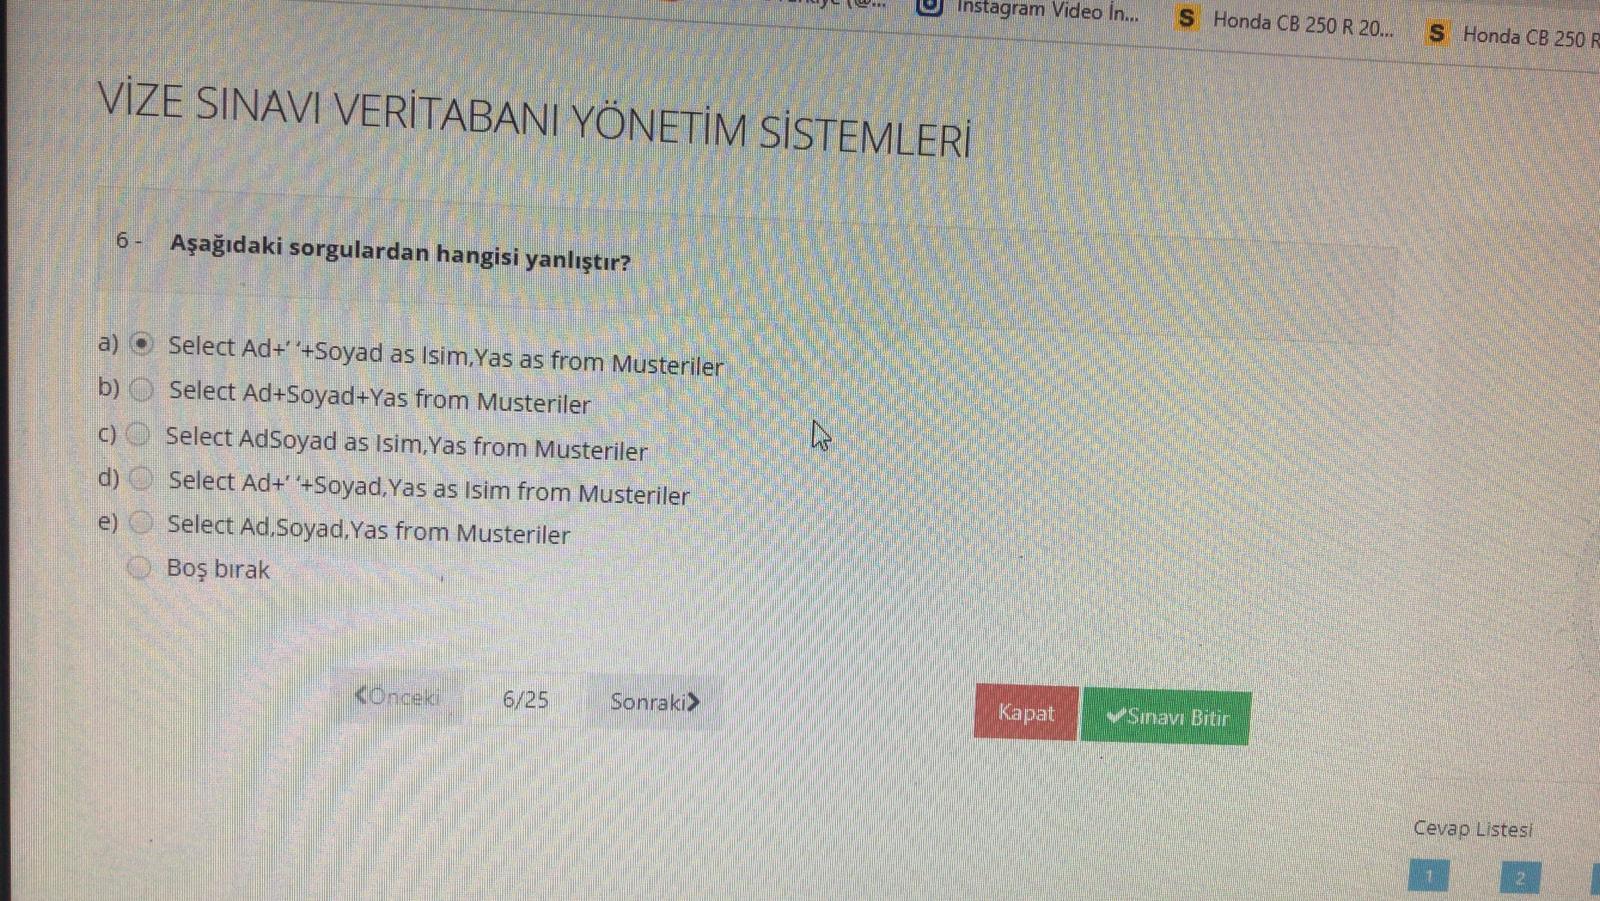 Instagram Video İn...
Honda CB 250 R 20...
Honda CB 250 R
VİZE SINAVI VERİTABANI YÖNETİM SİSTEMLERİ
6 - Aşağıdaki sorgulardan hangisi yanlıştır?
a) Select Ad+’ ‘+Soyad as Isim,Yas as from Musteriler
b) Select Ad+Soyad+Yas from Musteriler
c) Select AdSoyad as Isim,Yas from Musteriler
d) Select Ad+’ ‘+Soyad,Yas as Isim from Musteriler
e) Select Ad,Soyad,Yas from Musteriler
Boş bırak
Önceki 6/25 Sonraki Kapat Sınavı Bitir
Cevap Listesi
1 2